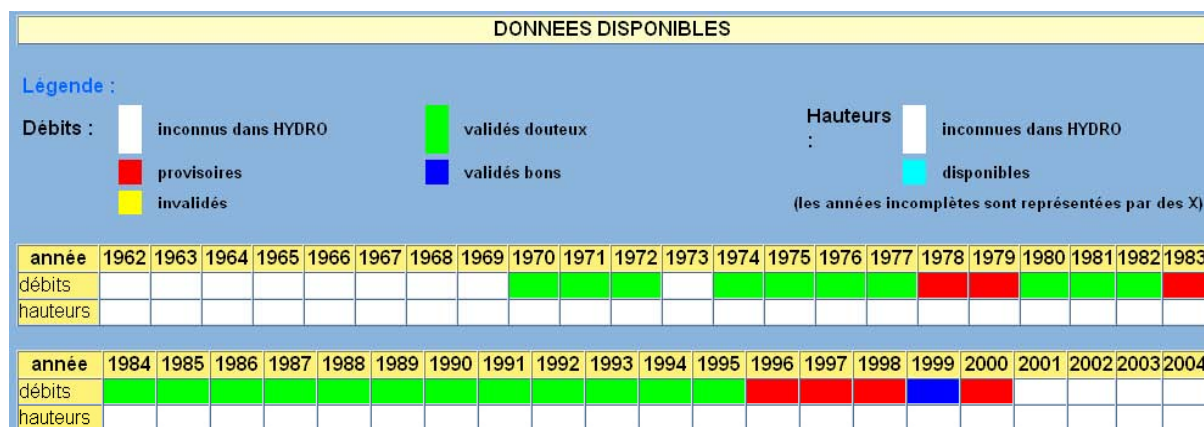 DONNEES DISPONIBLES
Légende :
Débits :
inconnus dans HYDRO
validés douteux
Hauteurs :
inconnues dans HYDRO
provisoires
validés bons
disponibles
invalidés
(les années incomplètes sont représentées par des X)
année 1962 1963 1964 1965 1966 1967 1968 1969 1970 1971 1972 1973 1974 1975 1976 1977 1978 1979 1980 1981 1982 1983
débits
hauteurs
année 1984 1985 1986 1987 1988 1989 1990 1991 1992 1993 1994 1995 1996 1997 1998 1999 2000 2001 2002 2003 2004
débits
hauteurs